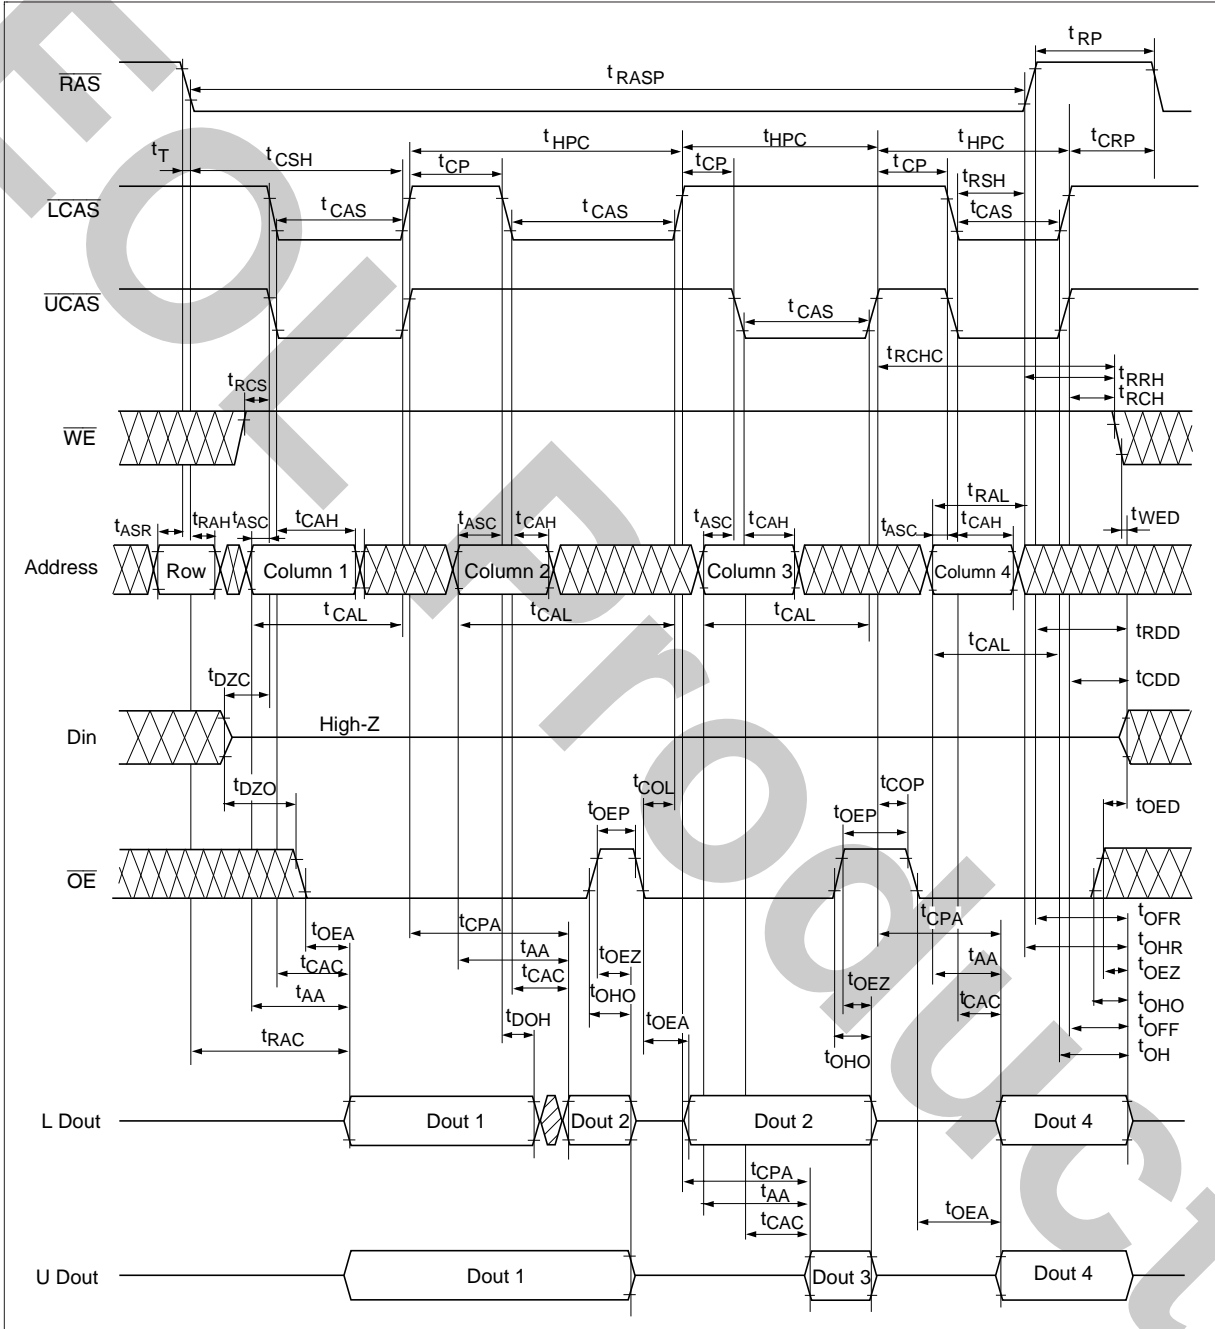 tRP
RAS
tRASP
tHPC
tHPC
tHPC
tCRP
tT
tCSH
tCP
tCP
tCP
tRSH
LCAS
tCAS
tCAS
tCAS
UCAS
tCAS
tRCHC
tRCS
tRRH
tRCH
WE
tRAL
tASR
tRAH
tASC
tCAH
tASC
tCAH
tASC
tCAH
tASC
tCAH
tWED
Address
Row
Column 1
Column 2
Column 3
Column 4
tCAL
tCAL
tCAL
tCAL
tRDD
tDZC
tCDD
Din
High-Z
tDZO
tCOL
tCOP
tOEP
tOEP
tOED
OE
tCPA
tCPA
tOFR
tOEA
tAA
tOEZ
tAA
tOHR
tCAC
tCAC
tOEZ
tOEZ
tAA
tOHO
tCAC
tOHO
tRAC
tDOH
tOEA
tOHO
tOFF
tOH
L Dout
Dout 1
Dout 2
Dout 2
Dout 4
tCPA
tAA
tCAC
tOEA
U Dout
Dout 1
Dout 3
Dout 4
EOL Product